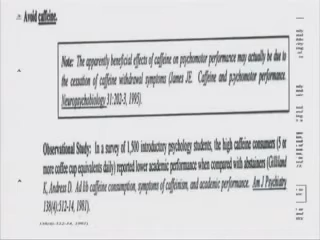 Avoid caffeine.
Note: The apparently beneficial effects of caffeine on psychomotor performance may actually be due
to the cessation of caffeine withdrawal symptoms (James JE. Caffeine and psychomotor performance.
Neuropsychobiology 31:202-3, 1995).
Observational Study: In a survey of 1,500 introductory psychology students, the high caffeine consumers (5 or
more coffee cup equivalents daily) reported lower academic performance when compared with abstainers (Gilliland
K, Andress D. Ad lib caffeine consumption, symptoms of caffeinism, and academic performance. Am J Psychiatry
138(4):512-14, 1981).